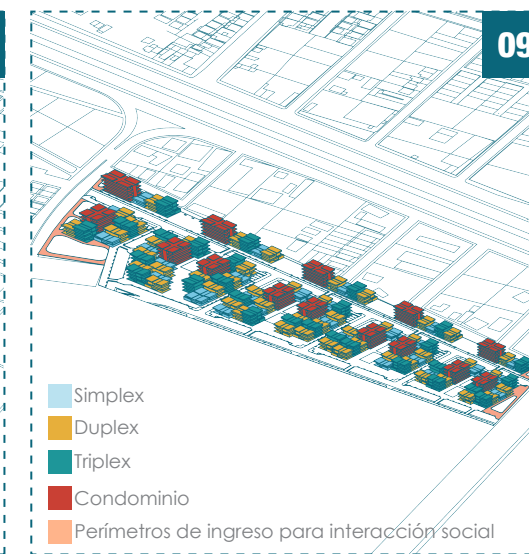 09
Simplex
Duplex
Triplex
Condominio
Perímetros de ingreso para interacción social